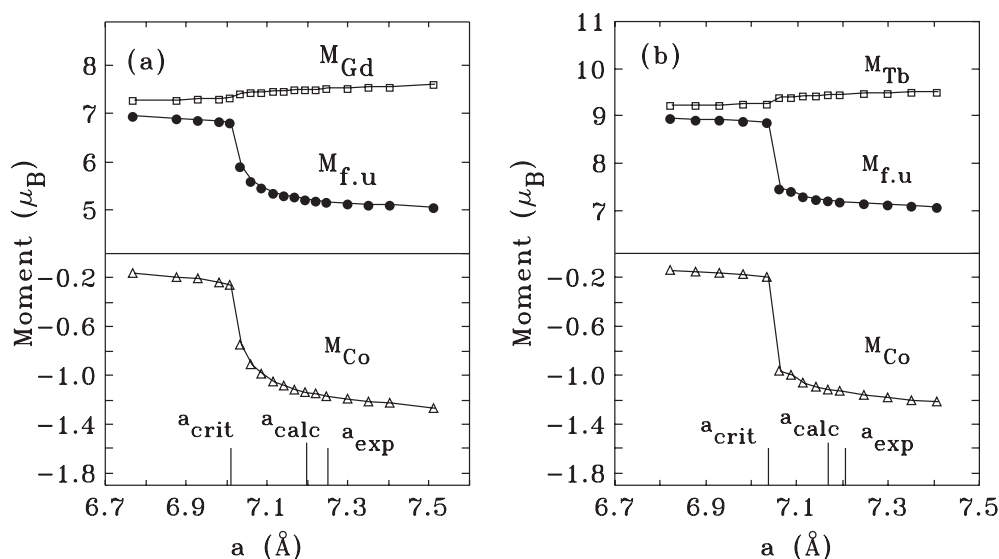 (a)
M_Gd
M_f.u
M_Co
a_crit
a_calc
a_exp
8
7
6
5
−0.2
−0.6
−1.0
−1.4
−1.8
Moment (μ_B)
6.7 6.9 7.1 7.3 7.5
a (Å)
(b)
M_Tb
M_f.u
M_Co
a_crit
a_calc
a_exp
11
10
9
8
7
−0.2
−0.6
−1.0
−1.4
−1.8
Moment (μ_B)
6.7 6.9 7.1 7.3 7.5
a (Å)